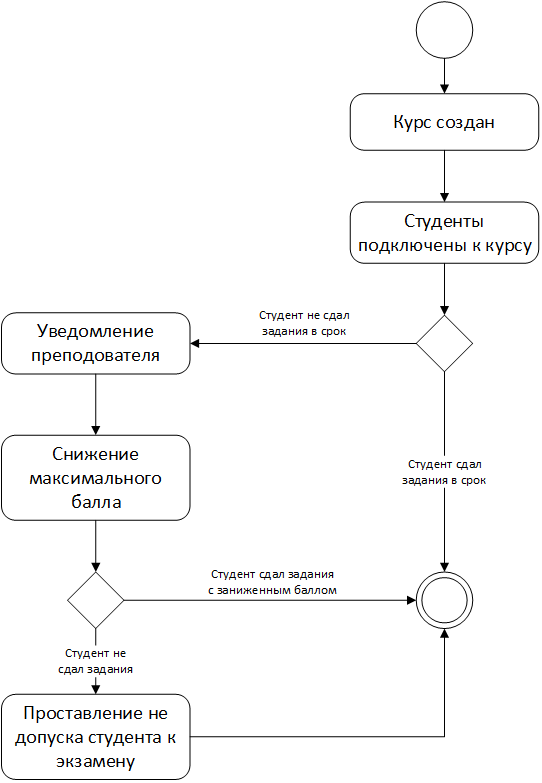 Курс создан
Студенты
подключены к курсу
Студент не сдал
задания в срок
Уведомление
преподователя
Снижение
максимального
балла
Студент сдал
задания в срок
Студент сдал задания
с заниженным баллом
Студент не
сдал задания
Проставление не
допуска студента к
экзамену